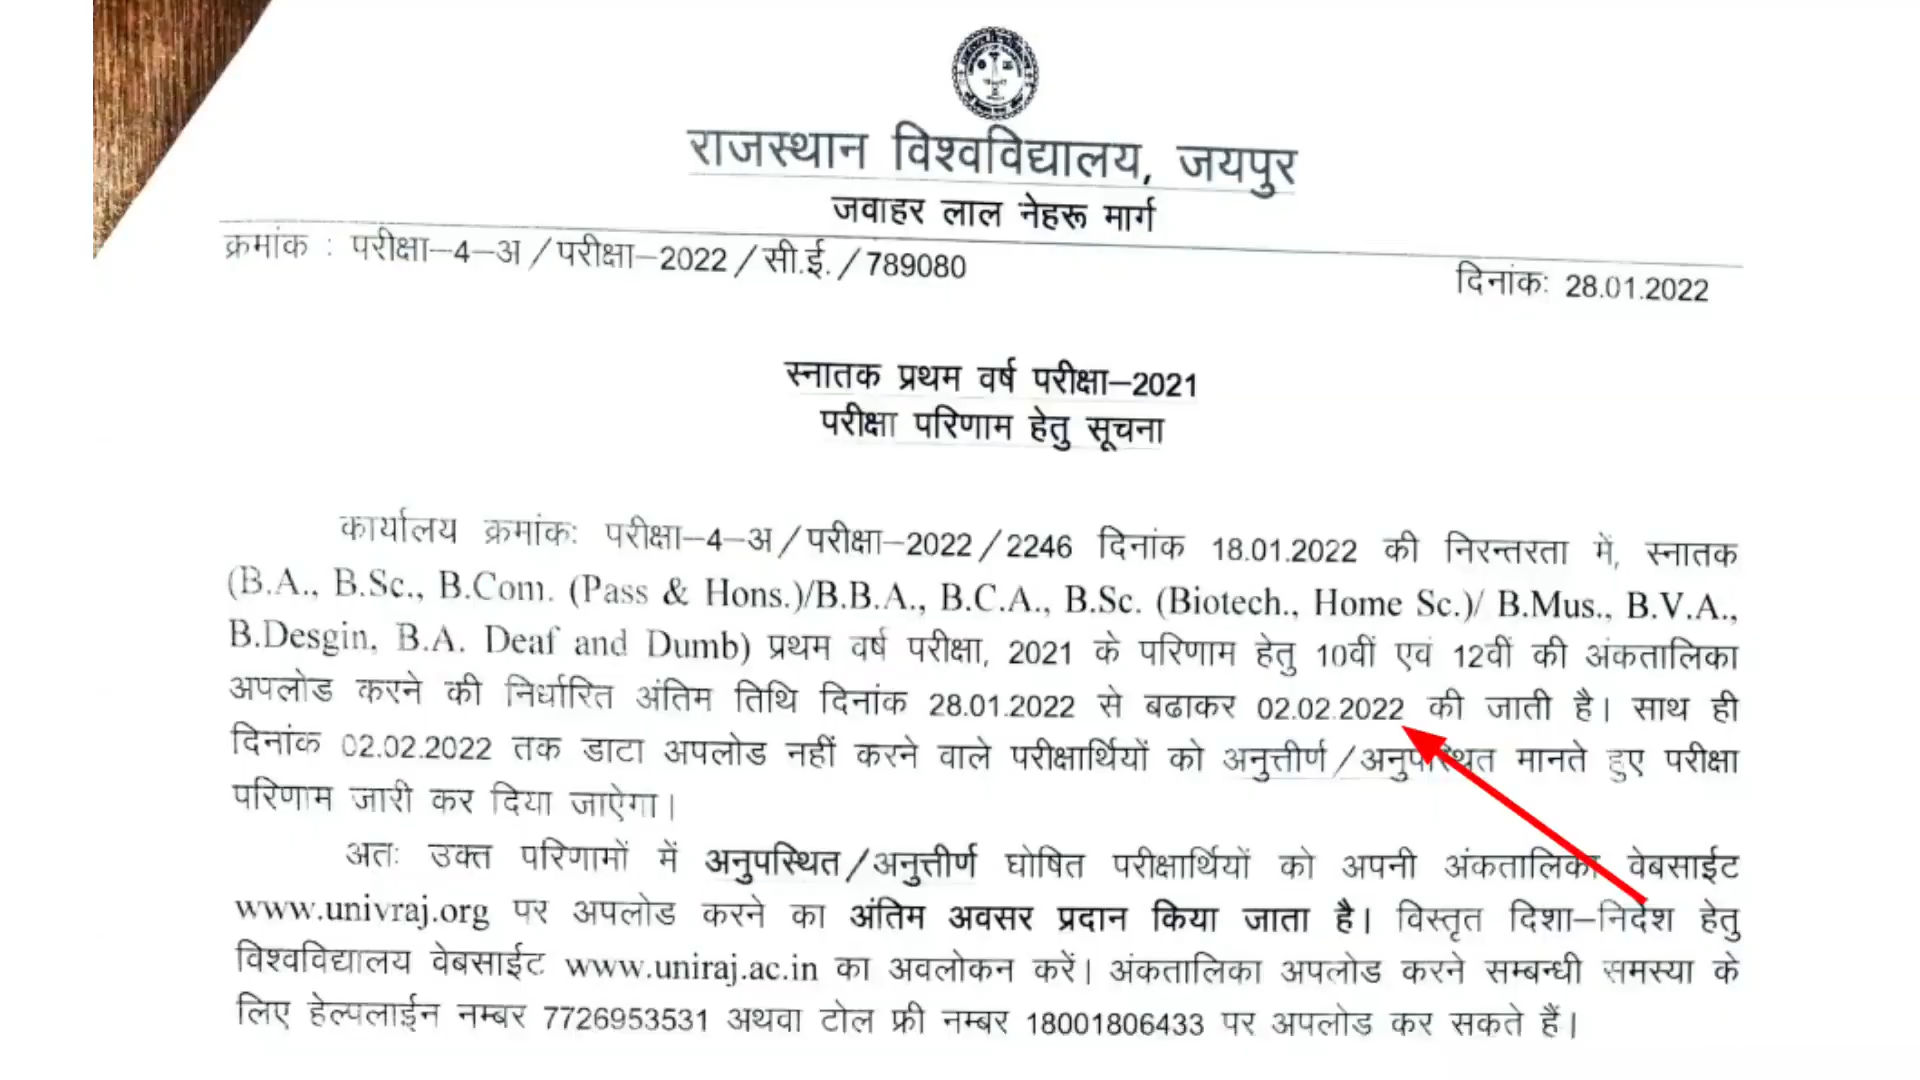 राजस्थान विश्वविद्यालय, जयपुर
जवाहर लाल नेहरू मार्ग
क्रमांक : परीक्षा–4–अ/परीक्षा–2022/सी.ई./789080
दिनांकः 28.01.2022
स्नातक प्रथम वर्ष परीक्षा–2021
परीक्षा परिणाम हेतु सूचना
कार्यालय क्रमांकः परीक्षा–4–अ/परीक्षा–2022/2246 दिनांक 18.01.2022 की निरन्तरता में, स्नातक
(B.A., B.Sc., B.Com. (Pass & Hons.)/B.B.A., B.C.A., B.Sc. (Biotech., Home Sc.)/ B.Mus., B.V.A.,
B.Desgin, B.A. Deaf and Dumb) प्रथम वर्ष परीक्षा, 2021 के परिणाम हेतु 10वीं एवं 12वीं की अंकतालिका
अपलोड करने की निर्धारित अंतिम तिथि दिनांक 28.01.2022 से बढाकर 02.02.2022 की जाती है। साथ ही
दिनांक 02.02.2022 तक डाटा अपलोड नहीं करने वाले परीक्षार्थियों को अनुत्तीर्ण/अनुपस्थित मानते हुए परीक्षा
परिणाम जारी कर दिया जाऐगा।
अतः उक्त परिणामों में अनुपस्थित/अनुत्तीर्ण घोषित परीक्षार्थियों को अपनी अंकतालिका वेबसाईट
www.univraj.org पर अपलोड करने का अंतिम अवसर प्रदान किया जाता है। विस्तृत दिशा–निर्देश हेतु
विश्वविद्यालय वेबसाईट www.uniraj.ac.in का अवलोकन करें। अंकतालिका अपलोड करने सम्बन्धी समस्या के
लिए हेल्पलाईन नम्बर 7726953531 अथवा टोल फ्री नम्बर 18001806433 पर अपलोड कर सकते हैं।